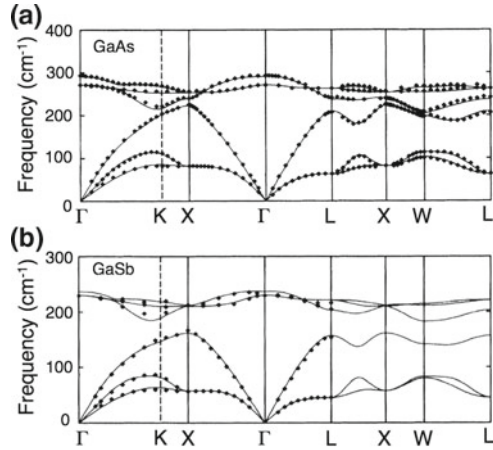 (a)
GaAs
Frequency (cm⁻¹)
400
300
200
100
0
Γ K X Γ L X W L
(b)
GaSb
Frequency (cm⁻¹)
300
200
100
0
Γ K X Γ L X W L